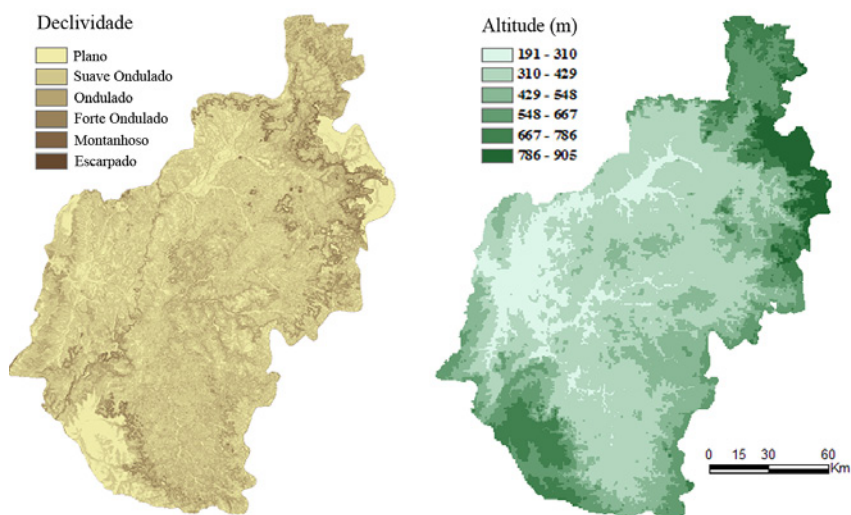 Declividade
Plano
Suave Ondulado
Ondulado
Forte Ondulado
Montanhoso
Escarpado
Altitude (m)
191 - 310
310 - 429
429 - 548
548 - 667
667 - 786
786 - 905
0 15 30 60
Km